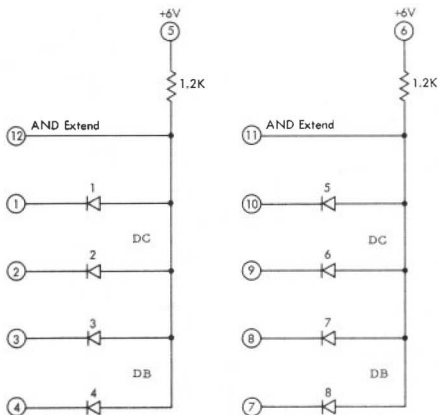 +6V +6V
5 6
1.2K 1.2K
12 AND Extend 11 AND Extend
1 5
1 10
DC DC
2 6
2 9
3 7
3 8
DB DB
4 8
4 7